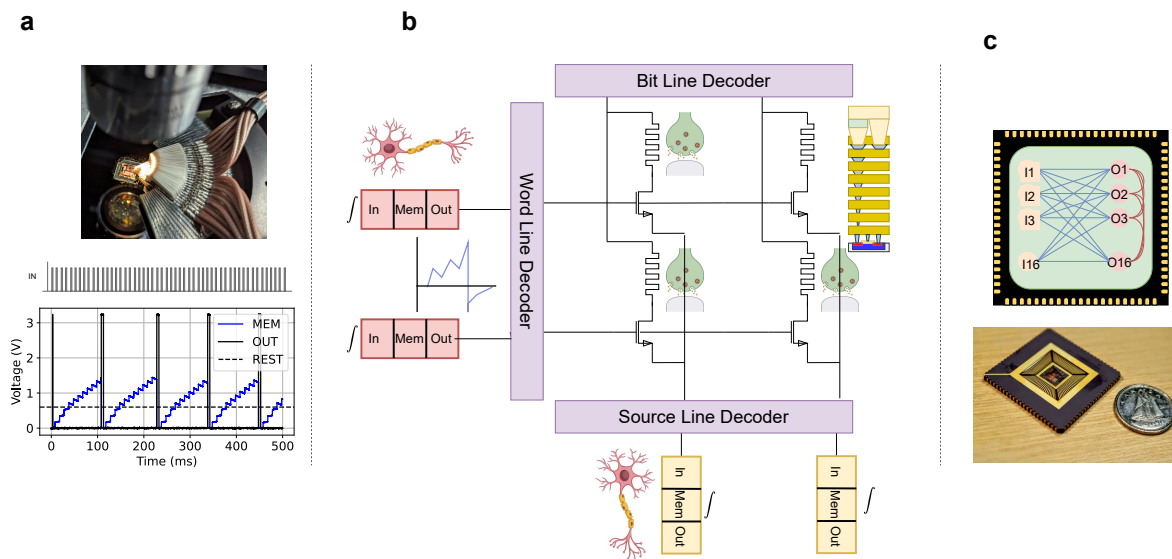 a
IN
Voltage (V)
3
2
1
0
MEM
OUT
REST
0 100 200 300 400 500
Time (ms)
b
Bit Line Decoder
Word Line Decoder
∫ In Mem Out
∫ In Mem Out
Source Line Decoder
In Mem Out ∫
In Mem Out ∫
c
I1 O1
I2 O2
I3 O3
I16 O16